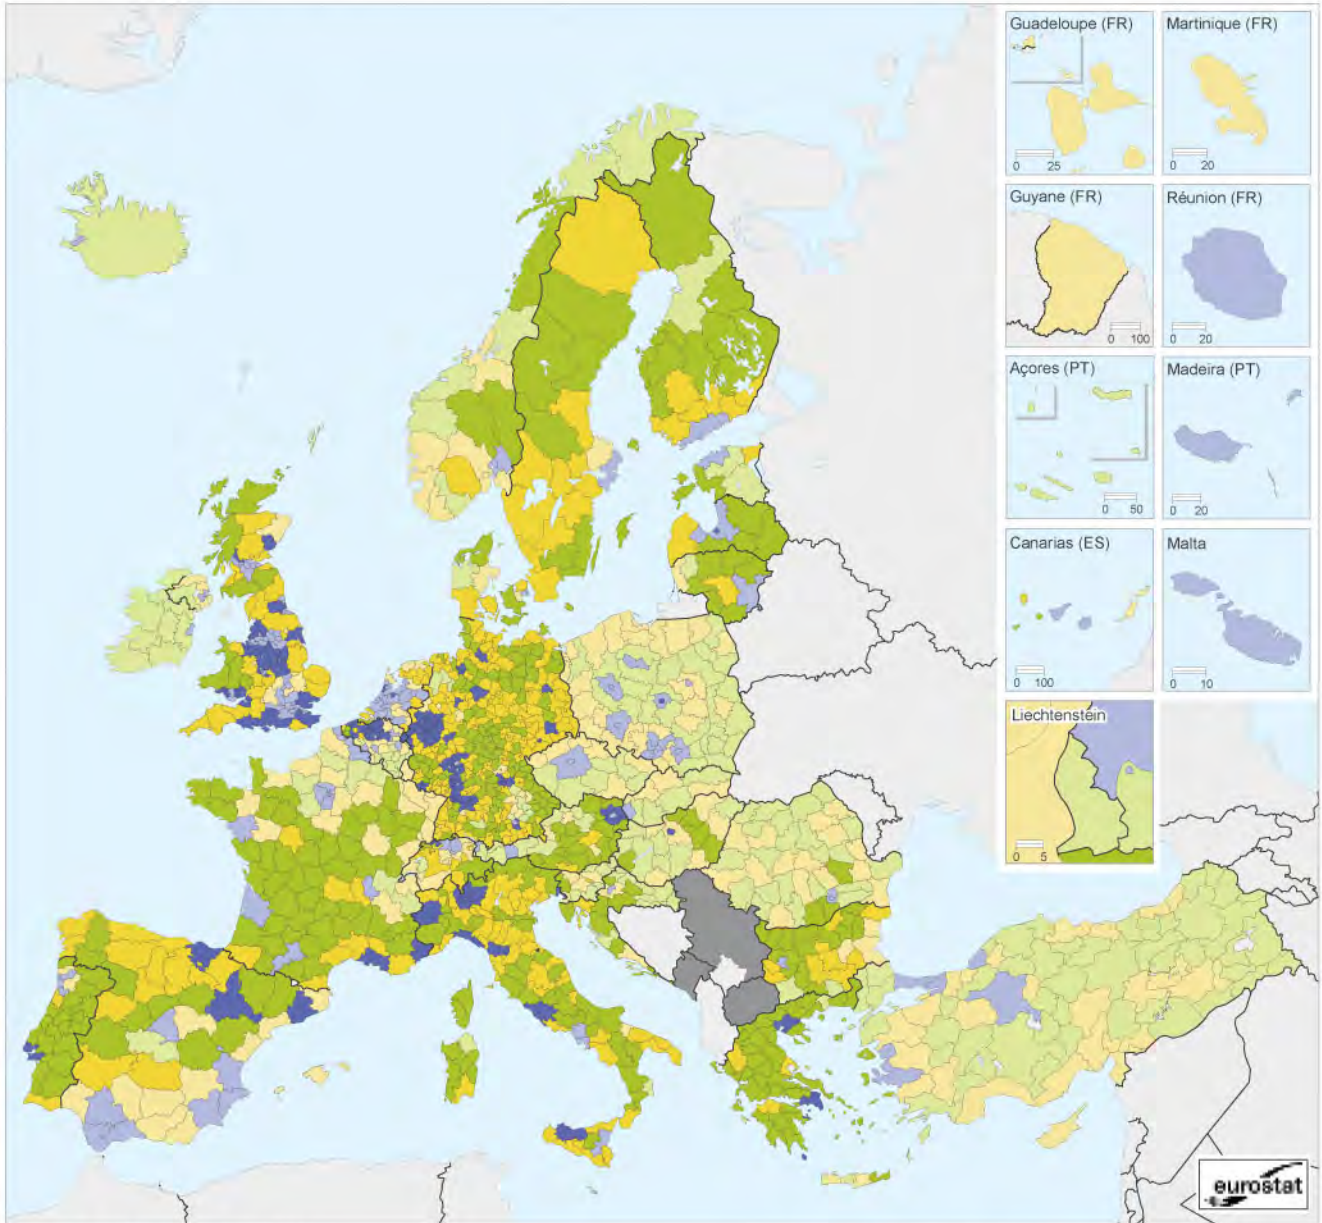 Guadeloupe (FR)
0 25
Martinique (FR)
0 20
Guyane (FR)
0 100
Réunion (FR)
0 20
Açores (PT)
0 50
Madeira (PT)
0 20
Canarias (ES)
0 100
Malta
0 10
Liechtenstein
0 5
eurostat